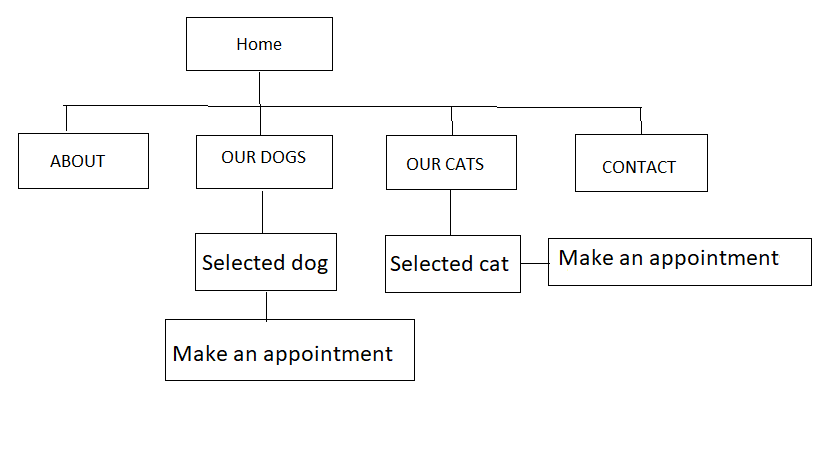 Home
ABOUT
OUR DOGS
OUR CATS
CONTACT
Selected dog
Selected cat
Make an appointment
Make an appointment